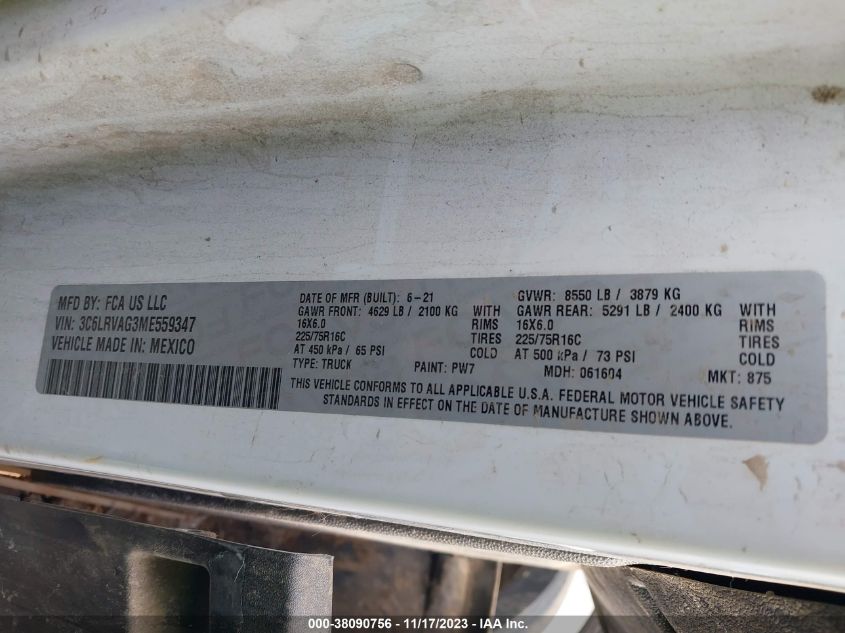 MFD BY: FCA US LLC
VIN: 3C6LRVAG3ME559347
VEHICLE MADE IN: MEXICO
DATE OF MFR (BUILT): 6-21
GAWR FRONT: 4629 LB / 2100 KG WITH
16X6.0 RIMS
225/75R16C TIRES
AT 450 kPa / 65 PSI COLD
TYPE: TRUCK PAINT: PW7
GVWR: 8550 LB / 3879 KG
GAWR REAR: 5291 LB / 2400 KG WITH
16X6.0 RIMS
225/75R16C TIRES
AT 500 kPa / 73 PSI COLD
MDH: 061604 MKT: 875
THIS VEHICLE CONFORMS TO ALL APPLICABLE U.S.A. FEDERAL MOTOR VEHICLE SAFETY
STANDARDS IN EFFECT ON THE DATE OF MANUFACTURE SHOWN ABOVE.
000-38090756 - 11/17/2023 - IAA Inc.